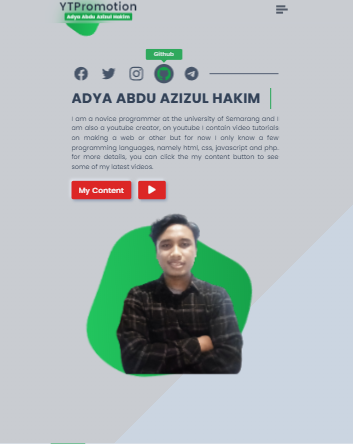 YTPromotion
Adya Abdu Azizul Hakim
Github
ADYA ABDU AZIZUL HAKIM
I am a novice programmer at the university of Semarang and I
am also a youtube creator, on youtube I contain video tutorials
on making a web or other but for now I only know a few
programming languages, namely html, css, javascript and php.
for more details, you can click the my content button to see
some of my latest videos.
My Content